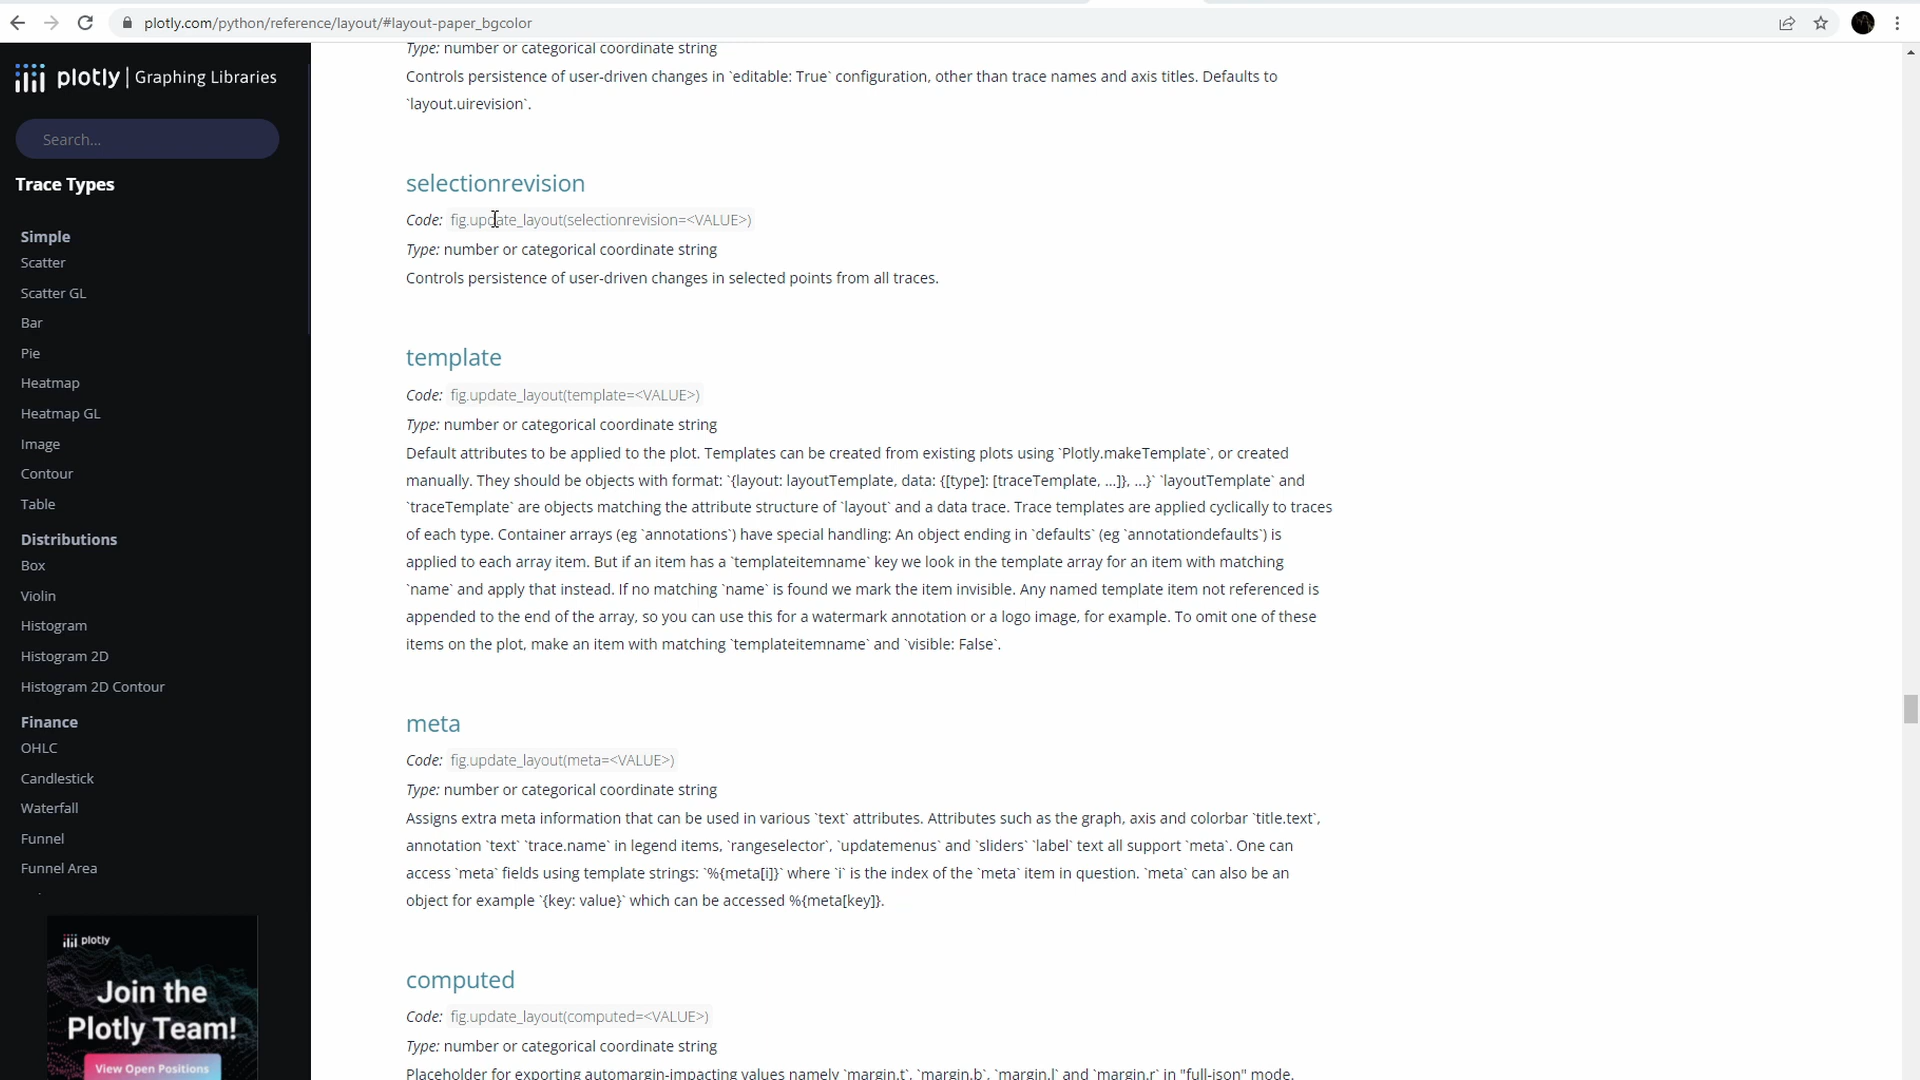 plotly.com/python/reference/layout/#layout-paper_bgcolor
plotly | Graphing Libraries
Search...
Trace Types
Simple
Scatter
Scatter GL
Bar
Pie
Heatmap
Heatmap GL
Image
Contour
Table
Distributions
Box
Violin
Histogram
Histogram 2D
Histogram 2D Contour
Finance
OHLC
Candlestick
Waterfall
Funnel
Funnel Area
plotly
Join the
Plotly Team!
View Open Positions
Type: number or categorical coordinate string
Controls persistence of user-driven changes in `editable: True` configuration, other than trace names and axis titles. Defaults to
`layout.uirevision`.
selectionrevision
Code: fig.update_layout(selectionrevision=<VALUE>)
Type: number or categorical coordinate string
Controls persistence of user-driven changes in selected points from all traces.
template
Code: fig.update_layout(template=<VALUE>)
Type: number or categorical coordinate string
Default attributes to be applied to the plot. Templates can be created from existing plots using `Plotly.makeTemplate`, or created
manually. They should be objects with format: `{layout: layoutTemplate, data: {[type]: [traceTemplate, ...]}, ...}` `layoutTemplate` and
`traceTemplate` are objects matching the attribute structure of `layout` and a data trace. Trace templates are applied cyclically to traces
of each type. Container arrays (eg `annotations`) have special handling: An object ending in `defaults` (eg `annotationdefaults`) is
applied to each array item. But if an item has a `templateitemname` key we look in the template array for an item with matching
`name` and apply that instead. If no matching `name` is found we mark the item invisible. Any named template item not referenced is
appended to the end of the array, so you can use this for a watermark annotation or a logo image, for example. To omit one of these
items on the plot, make an item with matching `templateitemname` and `visible: False`.
meta
Code: fig.update_layout(meta=<VALUE>)
Type: number or categorical coordinate string
Assigns extra meta information that can be used in various `text` attributes. Attributes such as the graph, axis and colorbar `title.text`,
annotation `text` `trace.name` in legend items, `rangeselector`, `updatemenus` and `sliders` `label` text all support `meta`. One can
access `meta` fields using template strings: `%{meta[i]}` where `i` is the index of the `meta` item in question. `meta` can also be an
object for example `{key: value}` which can be accessed %{meta[key]}.
computed
Code: fig.update_layout(computed=<VALUE>)
Type: number or categorical coordinate string
Placeholder for exporting automargin-impacting values namely `margin.t`, `margin.b`, `margin.l` and `margin.r` in "full-json" mode.